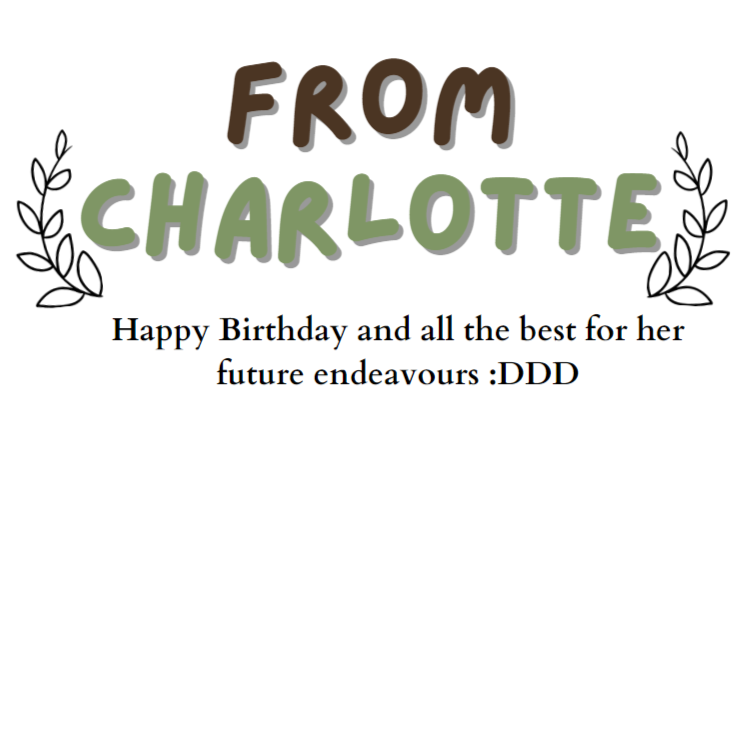 FROM
CHARLOTTE
Happy Birthday and all the best for her
future endeavours :DDD